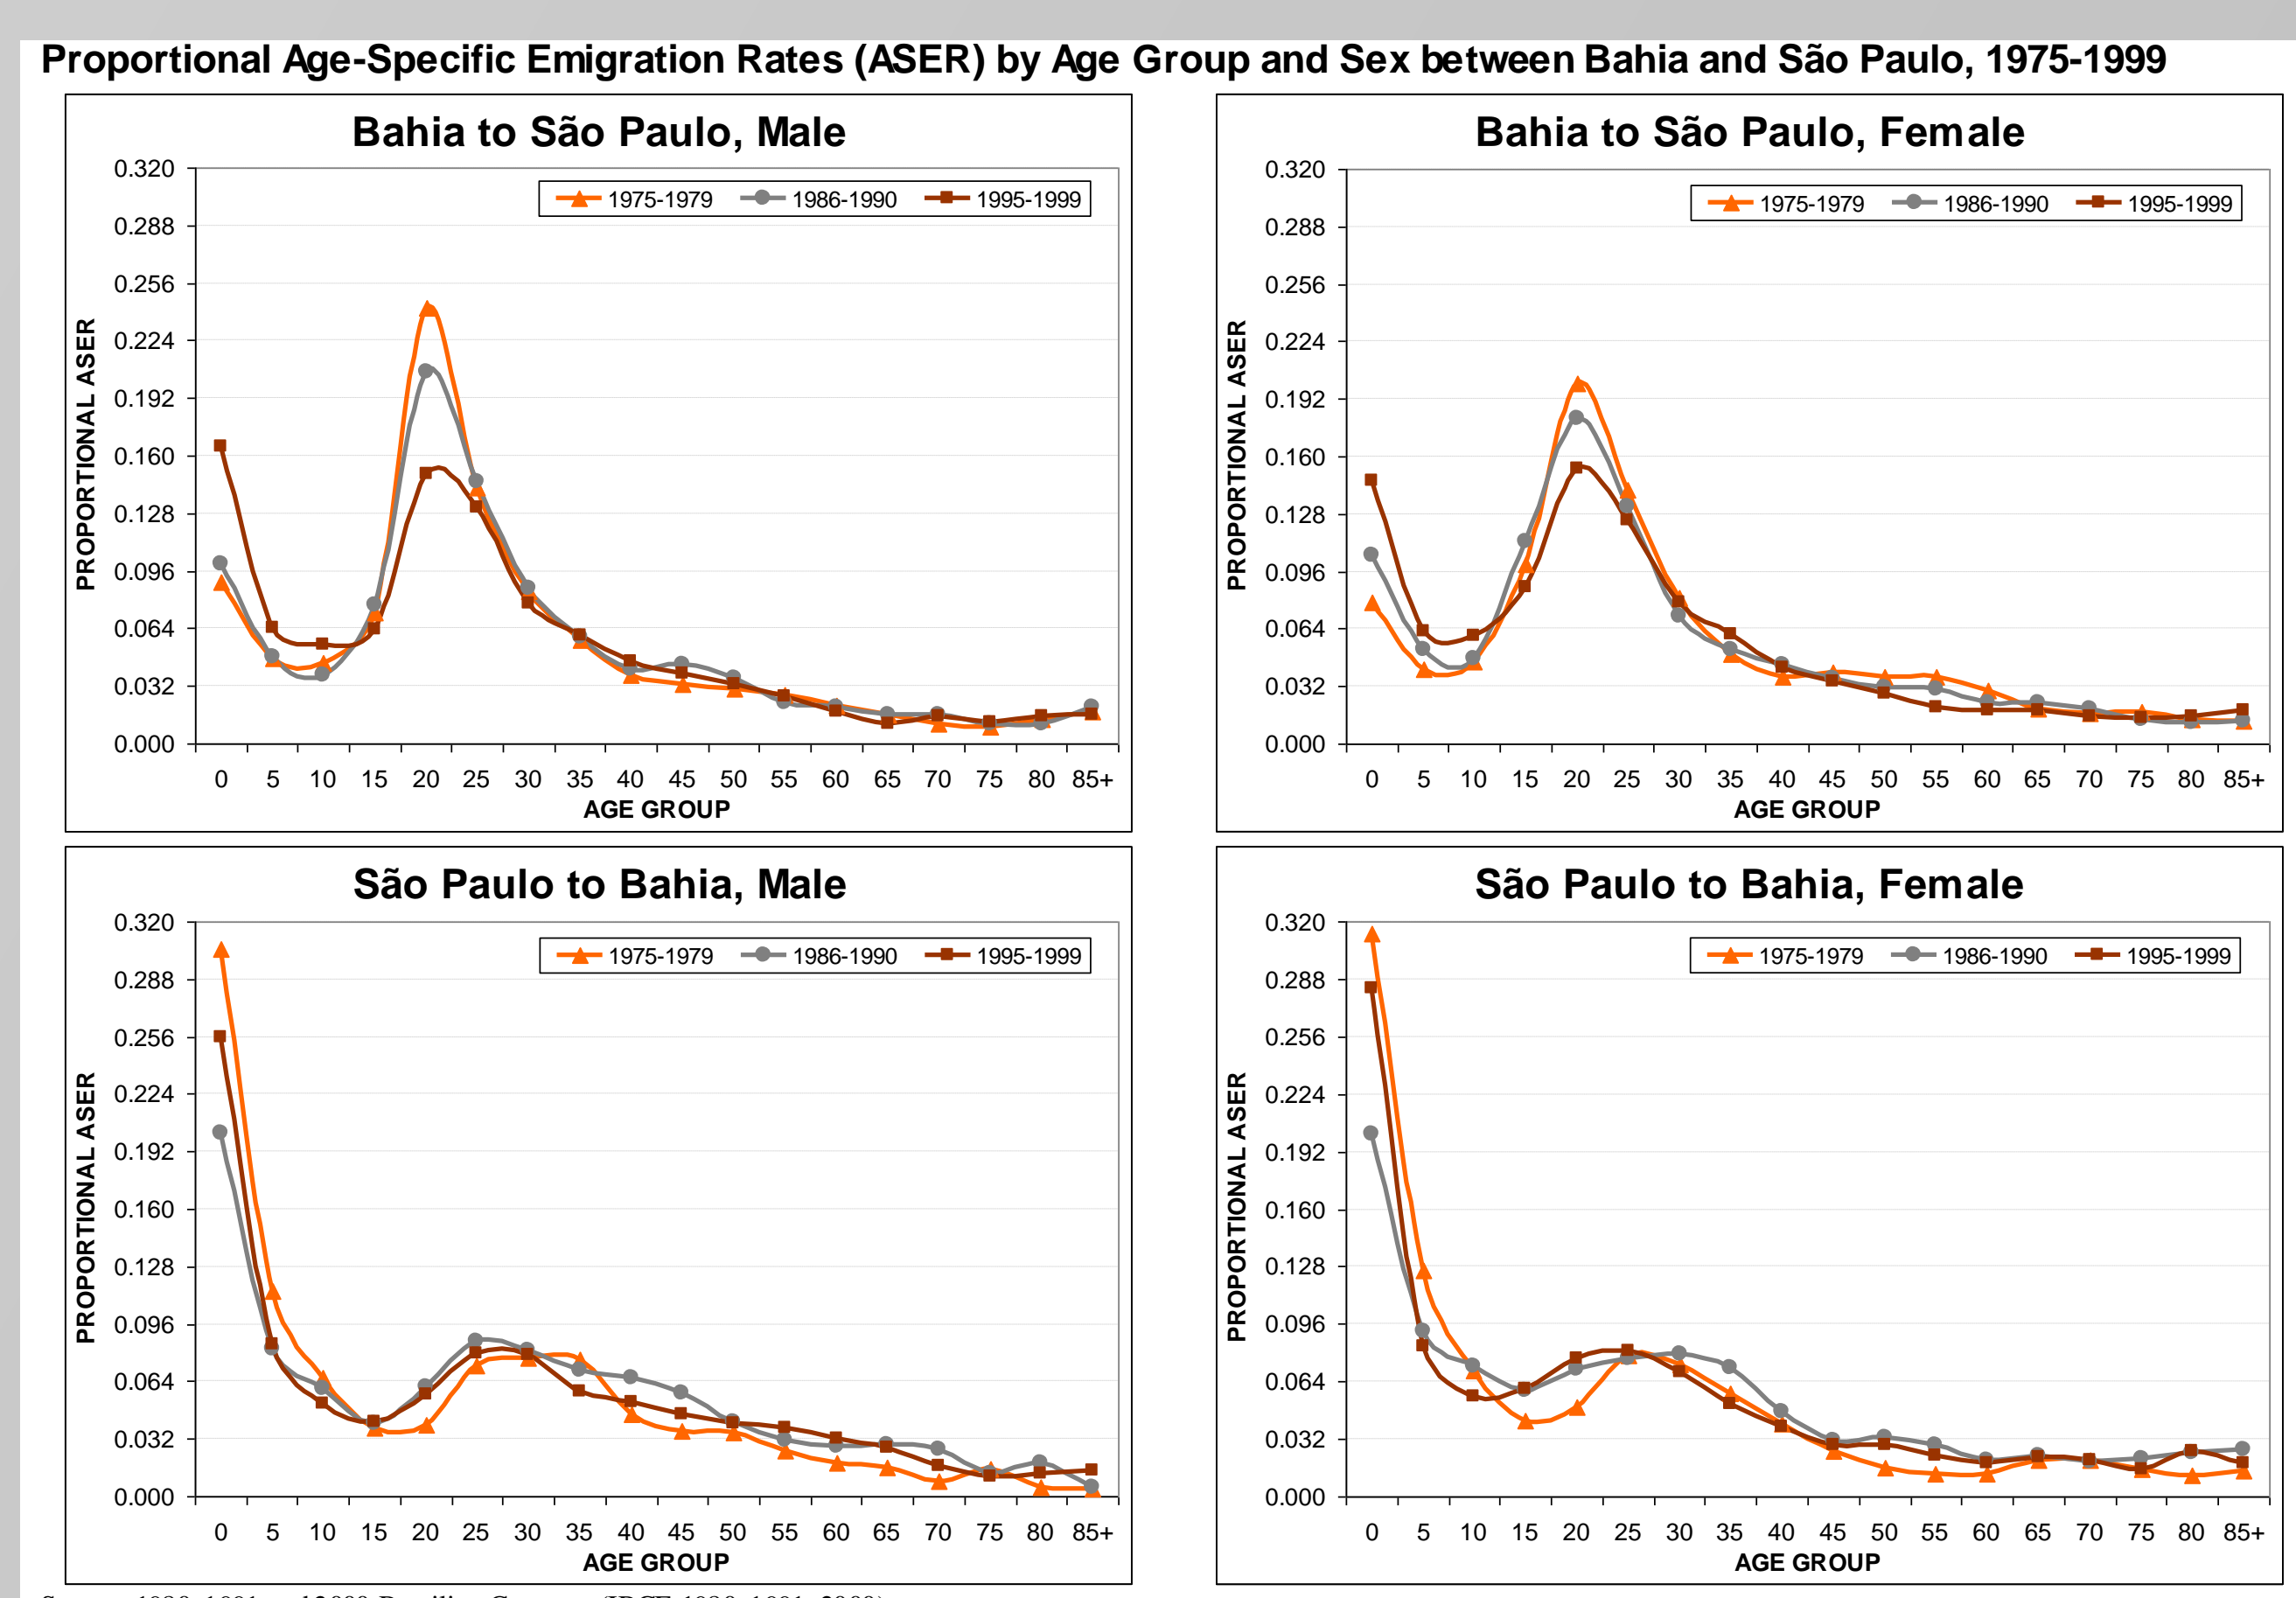 Proportional Age-Specific Emigration Rates (ASER) by Age Group and Sex between Bahia and São Paulo, 1975-1999
Bahia to São Paulo, Male
1975-1979 1986-1990 1995-1999
0.320
0.288
0.256
0.224
0.192
0.160
0.128
0.096
0.064
0.032
0.000
PROPORTIONAL ASER
0 5 10 15 20 25 30 35 40 45 50 55 60 65 70 75 80 85+
AGE GROUP
Bahia to São Paulo, Female
1975-1979 1986-1990 1995-1999
0.320
0.288
0.256
0.224
0.192
0.160
0.128
0.096
0.064
0.032
0.000
PROPORTIONAL ASER
0 5 10 15 20 25 30 35 40 45 50 55 60 65 70 75 80 85+
AGE GROUP
São Paulo to Bahia, Male
1975-1979 1986-1990 1995-1999
0.320
0.288
0.256
0.224
0.192
0.160
0.128
0.096
0.064
0.032
0.000
PROPORTIONAL ASER
0 5 10 15 20 25 30 35 40 45 50 55 60 65 70 75 80 85+
AGE GROUP
São Paulo to Bahia, Female
1975-1979 1986-1990 1995-1999
0.320
0.288
0.256
0.224
0.192
0.160
0.128
0.096
0.064
0.032
0.000
PROPORTIONAL ASER
0 5 10 15 20 25 30 35 40 45 50 55 60 65 70 75 80 85+
AGE GROUP